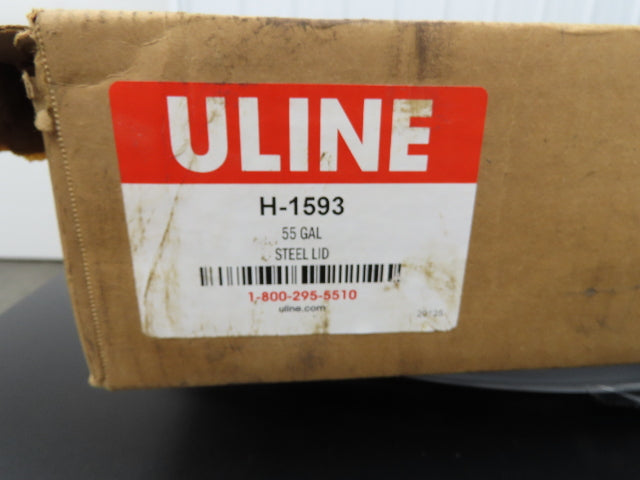 ULINE
H-1593
55 GAL
STEEL LID
1-800-295-5510
uline.com